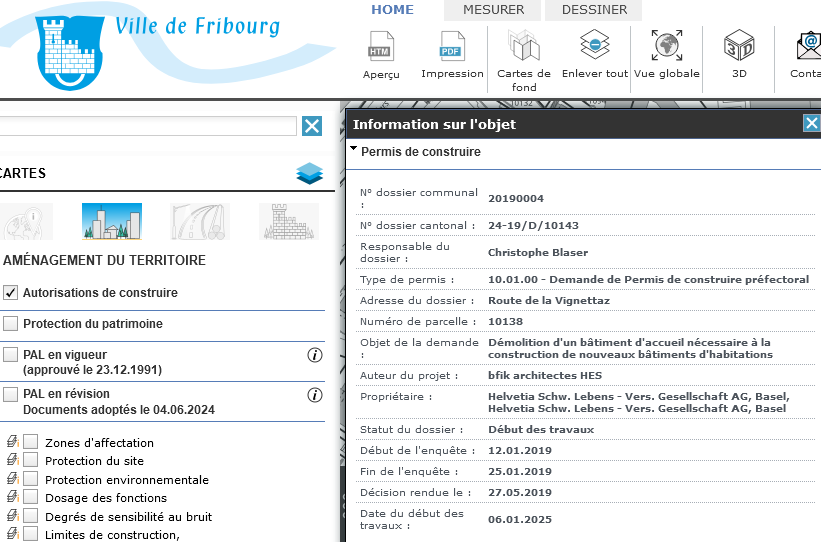 Ville de Fribourg
HOME
MESURER
DESSINER
HTM
PDF
3D
Aperçu
Impression
Cartes de
fond
Enlever tout
Vue globale
3D
Information sur l'objet
Permis de construire
CARTES
AMÉNAGEMENT DU TERRITOIRE
Autorisations de construire
Protection du patrimoine
PAL en vigueur
(approuvé le 23.12.1991)
PAL en révision
Documents adoptés le 04.06.2024
Zones d'affectation
Protection du site
Protection environnementale
Dosage des fonctions
Degrés de sensibilité au bruit
Limites de construction,
N° dossier communal : 20190004
N° dossier cantonal : 24-19/D/10143
Responsable du dossier : Christophe Blaser
Type de permis : 10.01.00 - Demande de Permis de construire préfectoral
Adresse du dossier : Route de la Vignettaz
Numéro de parcelle : 10138
Objet de la demande : Démolition d'un bâtiment d'accueil nécessaire à la
construction de nouveaux bâtiments d'habitations
Auteur du projet : bfik architectes HES
Propriétaire : Helvetia Schw. Lebens - Vers. Gesellschaft AG, Basel,
Helvetia Schw. Lebens - Vers. Gesellschaft AG, Basel
Statut du dossier : Début des travaux
Début de l'enquête : 12.01.2019
Fin de l'enquête : 25.01.2019
Décision rendue le : 27.05.2019
Date du début des travaux : 06.01.2025